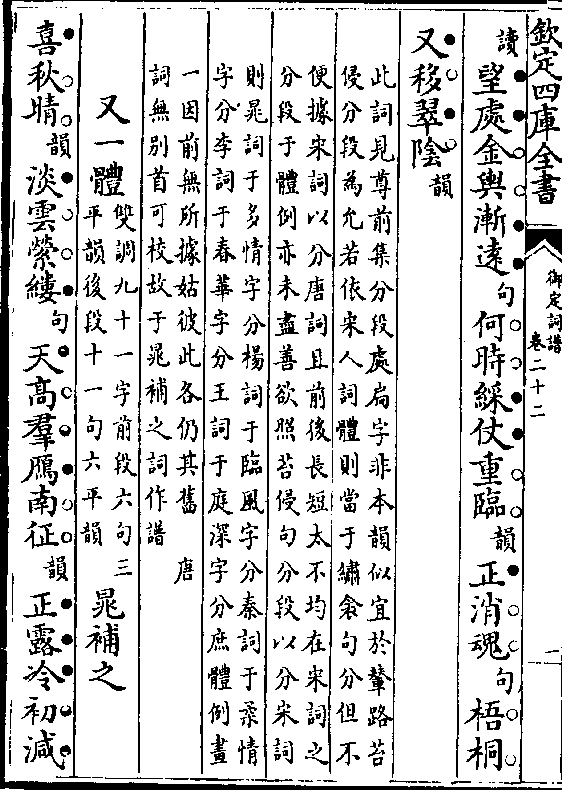 欽定四庫全書
御定詞譜
卷二十二
一
讀望處金輿漸遠句何時綵仗重臨韻正消魂句梧桐
又移翠陰韻
此詞見尊前集分段處扃字非本韻似宜於輦路苔
侵分段為允若依宋人詞體則當于繡衾句分但不
便據宋詞以分唐詞且前後長短太不均在宋詞之
分段于體例亦未盡善欲照苔侵句分段以分宋詞
則晁詞于多情字分楊詞于臨風字分秦詞于柔情
字分李詞于春華字分王詞于庭深字分庶體例畫
一因前無所據姑彼此各仍其舊 唐
詞無別首可校故于晁補之詞作譜
又一體 雙調九十一字前段六句三
平韻後段十一句六平韻 晁補之
喜秋晴韻淡雲縈縷句天高羣鴈南征韻正露冷初減